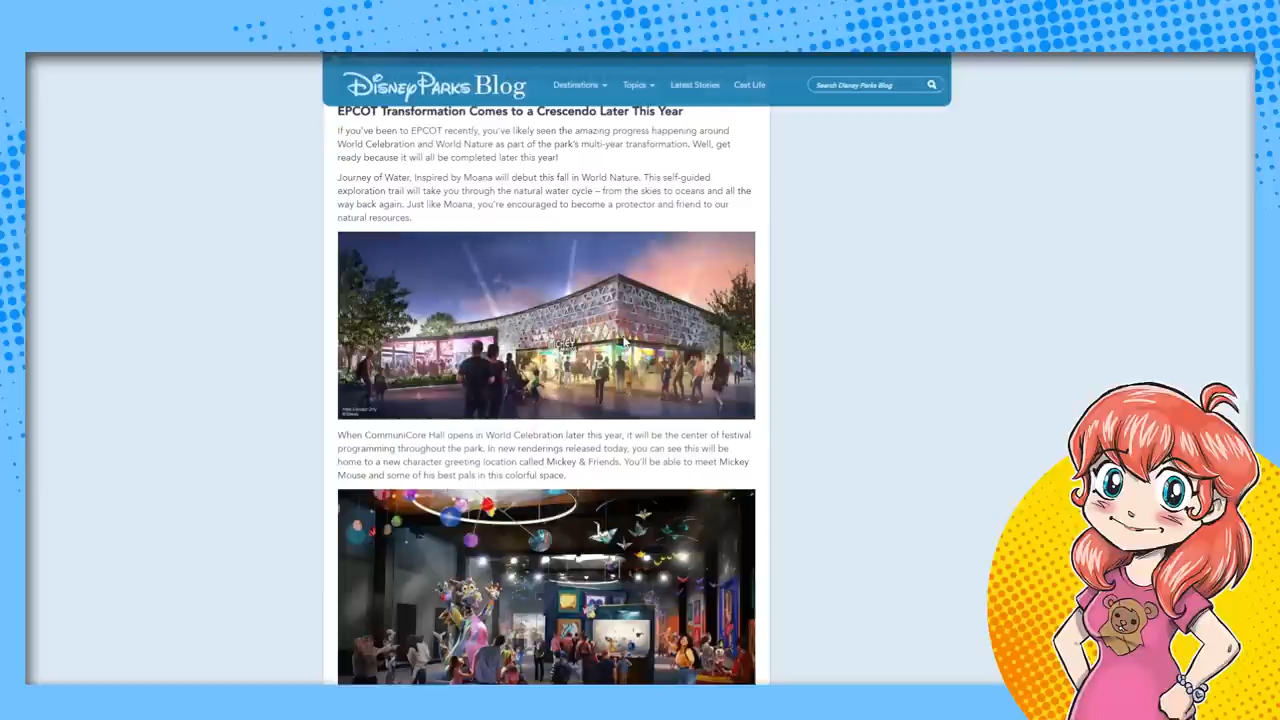 Disney Parks Blog
Destinations
Topics
Latest Stories
Cast Life
Search Disney Parks Blog
EPCOT Transformation Comes to a Crescendo Later This Year
If you've been to EPCOT recently, you've likely seen the amazing progress happening around
World Celebration and World Nature as part of the park's multi-year transformation. Well, get
ready because it will all be completed later this year!
Journey of Water, Inspired by Moana will debut this fall in World Nature. This self-guided
exploration trail will take you through the natural water cycle – from the skies to oceans and all the
way back again. Just like Moana, you're encouraged to become a protector and friend to our
natural resources.
When CommuniCore Hall opens in World Celebration later this year, it will be the center of festival
programming throughout the park. In new renderings released today, you can see this will be
home to a new character greeting location called Mickey & Friends. You'll be able to meet Mickey
Mouse and some of his best pals in this colorful space.